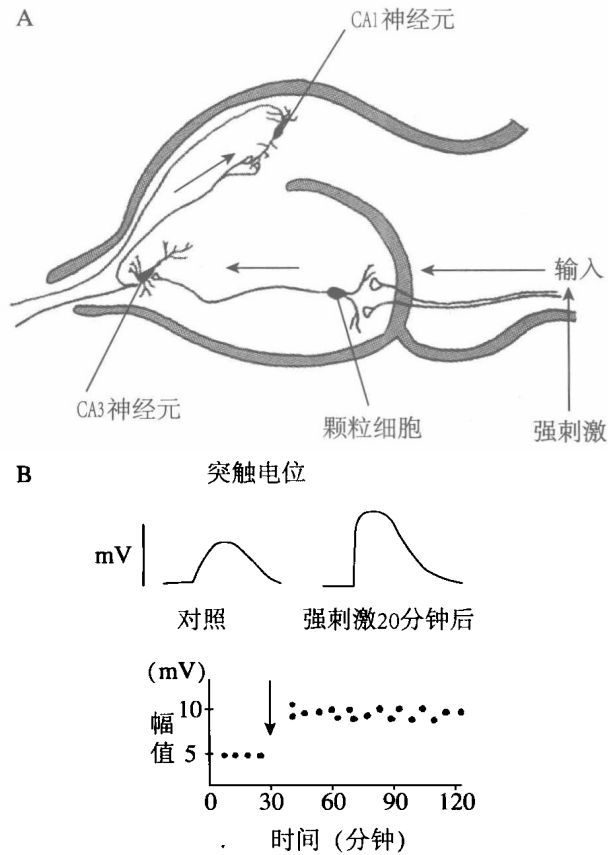 A
CA1神经元
输入
CA3神经元
颗粒细胞
强刺激
B
突触电位
mV
对照
强刺激20分钟后
(mV)
幅值
10
5
0
30
60
90
120
时间（分钟）